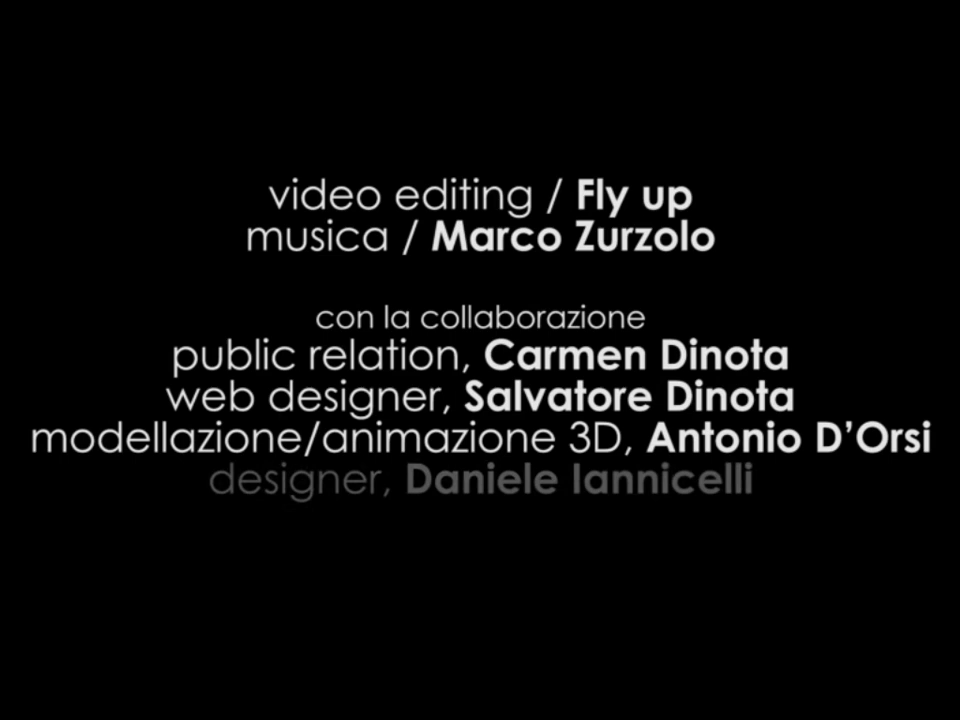 video editing / Fly up
musica / Marco Zurzolo
con la collaborazione
public relation, Carmen Dinota
web designer, Salvatore Dinota
modellazione/animazione 3D, Antonio D’Orsi
designer, Daniele Iannicelli